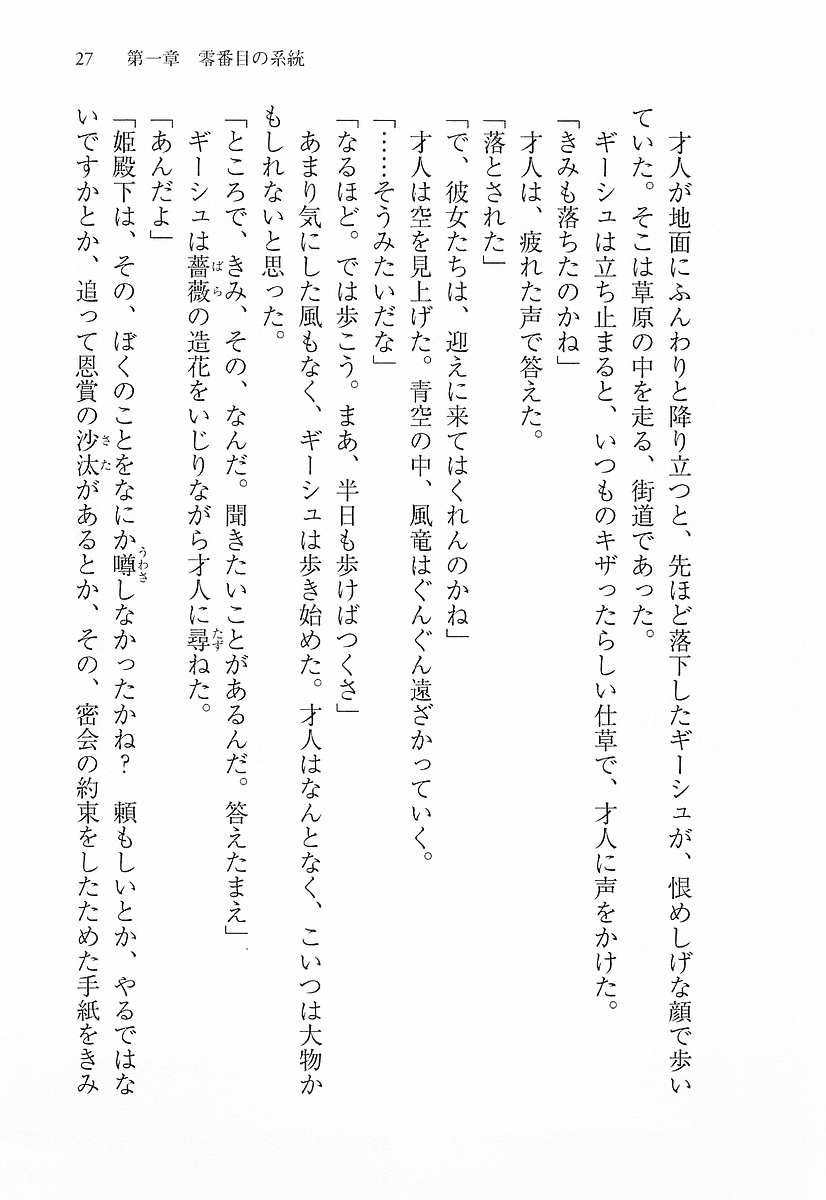 27　第一章　零番目の系統
　才人が地面にふんわりと降り立つと、先ほど落下したギーシュが、恨めしげな顔で歩い
ていた。そこは草原の中を走る、街道であった。
　ギーシュは立ち止まると、いつものキザったらしい仕草で、才人に声をかけた。
「きみも落ちたのかね」
　才人は、疲れた声で答えた。
「落とされた」
「で、彼女たちは、迎えに来てはくれんのかね」
　才人は空を見上げた。青空の中、風竜はぐんぐん遠ざかっていく。
「……そうみたいだな」
「なるほど。では歩こう。まあ、半日も歩けばつくさ」
　あまり気にした風もなく、ギーシュは歩き始めた。才人はなんとなく、こいつは大物か
もしれないと思った。
「ところで、きみ、その、なんだ。聞きたいことがあるんだ。答えたまえ」
　ギーシュは薔薇（ばら）の造花をいじりながら才人に尋（たず）ねた。
「あんだよ」
「姫殿下は、その、ぼくのことをなにか噂（うわさ）しなかったかね？　頼もしいとか、やるではな
いですかとか、追って恩賞の沙汰（さた）があるとか、その、密会の約束をしたためた手紙をきみ